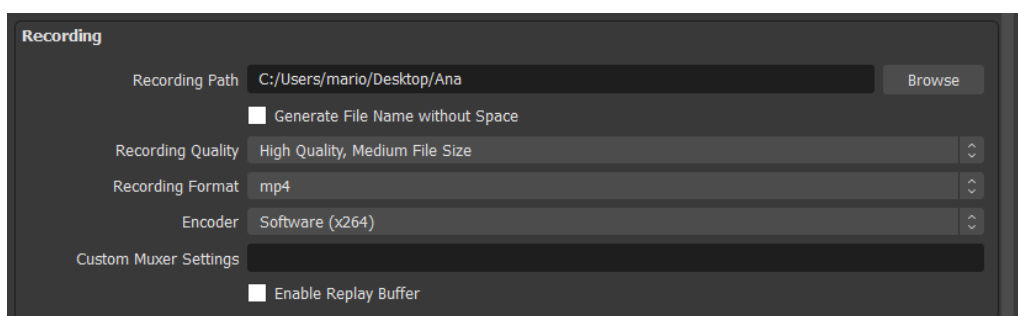 Recording
Recording Path C:/Users/mario/Desktop/Ana Browse
Generate File Name without Space
Recording Quality High Quality, Medium File Size
Recording Format mp4
Encoder Software (x264)
Custom Muxer Settings
Enable Replay Buffer